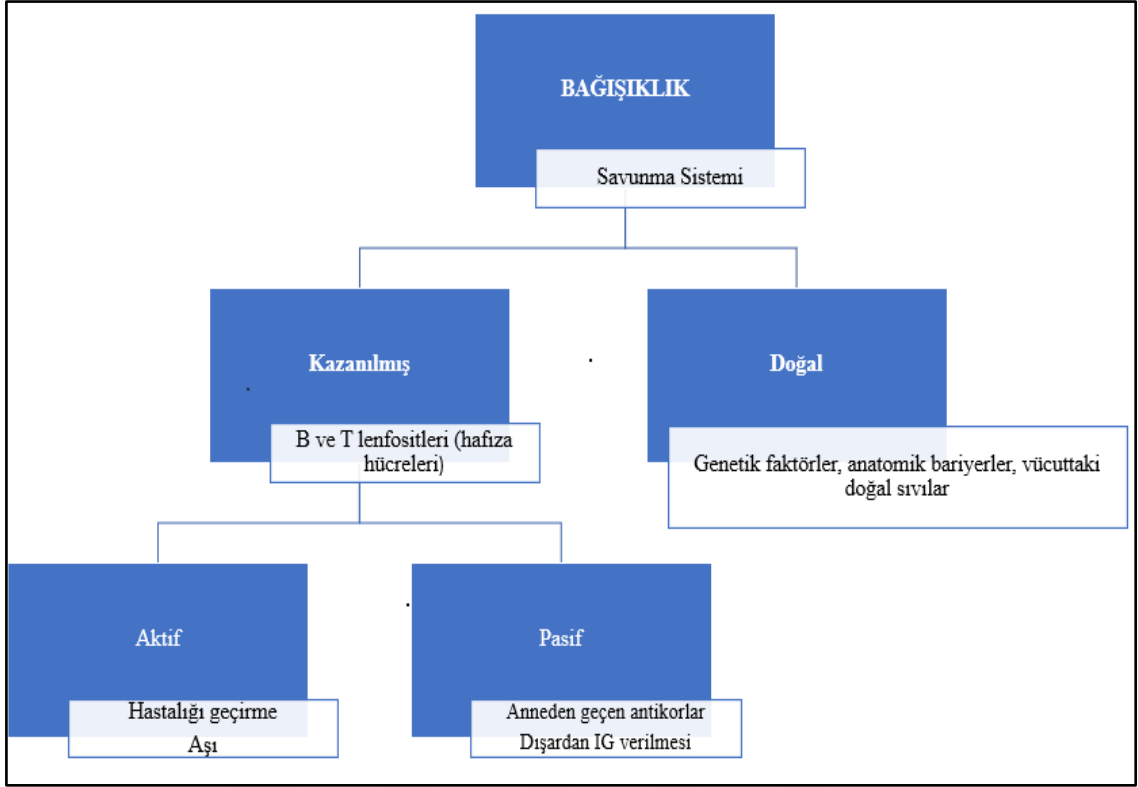 BAĞIŞIKLIK
Savunma Sistemi
Kazanılmış
B ve T lenfositleri (hafıza
hücreleri)
Doğal
Genetik faktörler, anatomik bariyerler, vücuttaki
doğal sıvılar
Aktif
Hastalığı geçirme
Aşı
Pasif
Anneden geçen antikorlar
Dışardan IG verilmesi